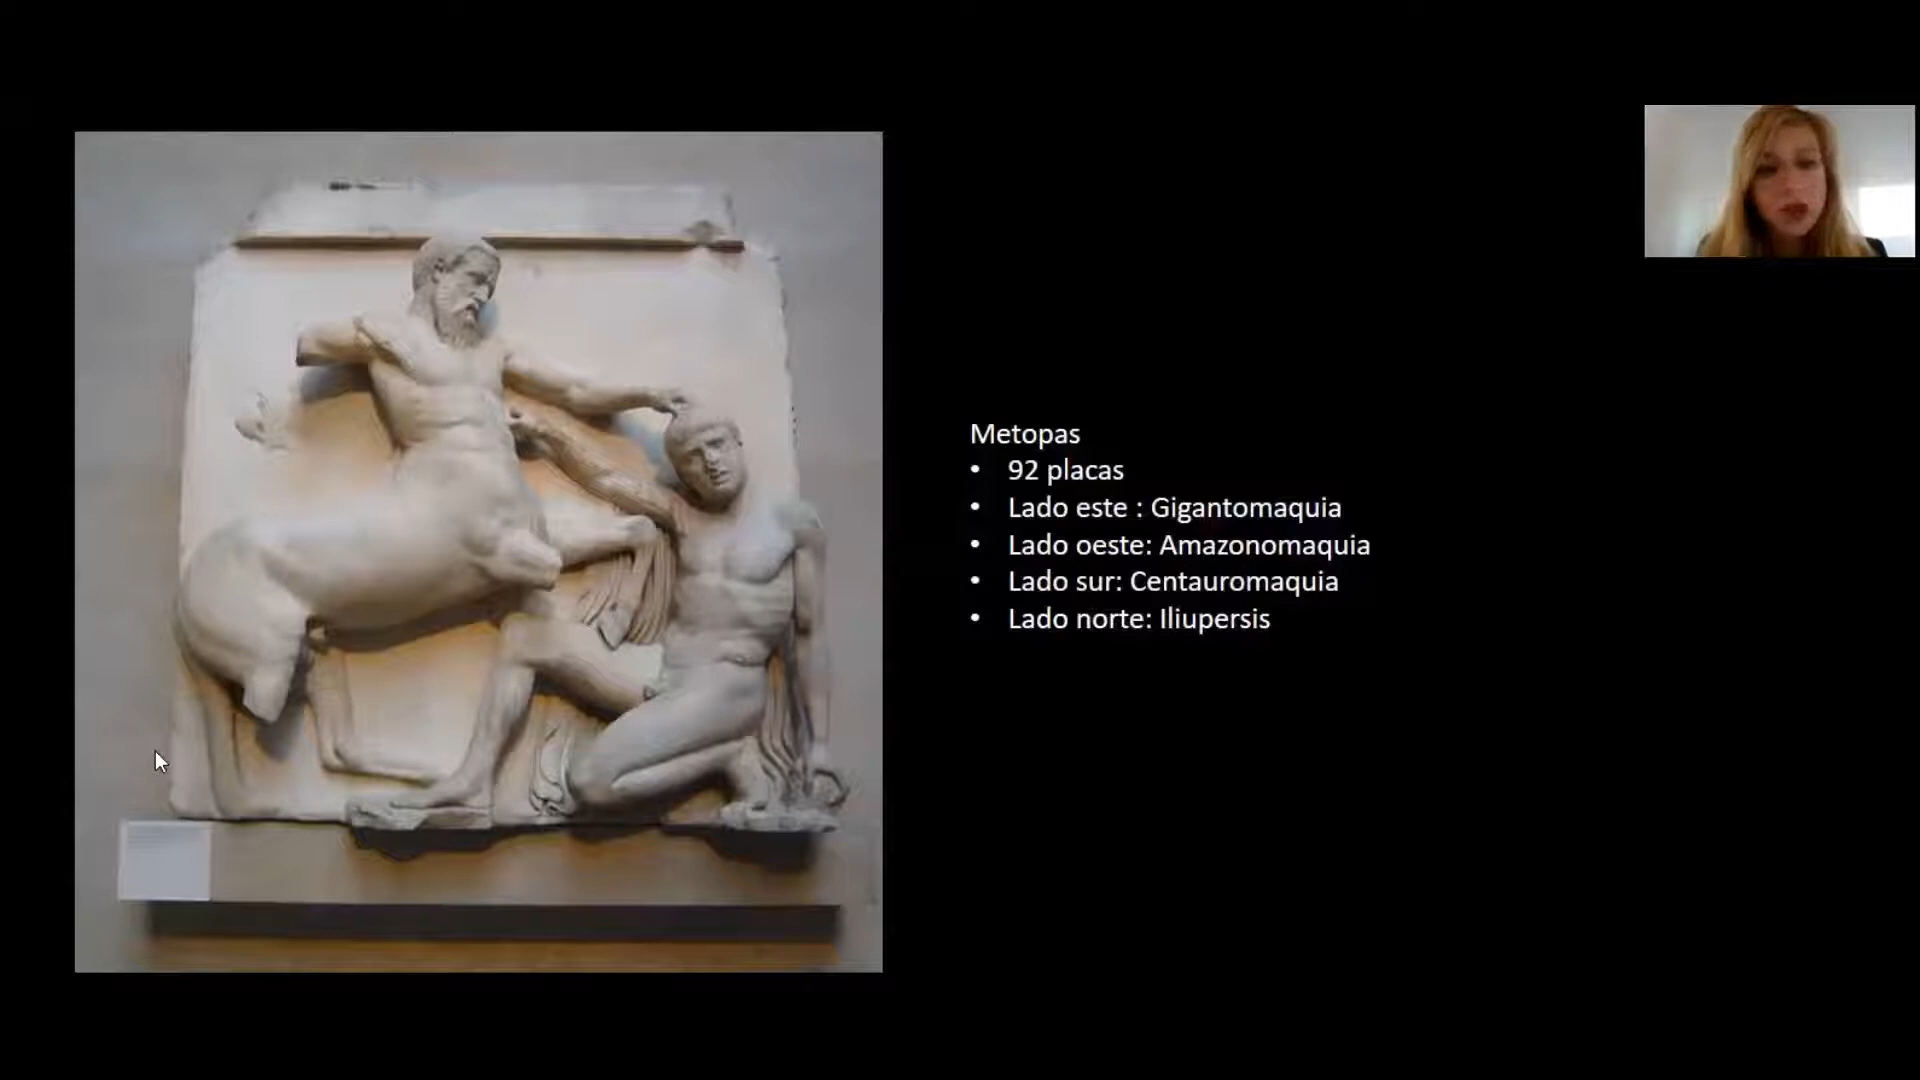 Metopas
• 92 placas
• Lado este : Gigantomaquia
• Lado oeste: Amazonomaquia
• Lado sur: Centauromaquia
• Lado norte: Iliupersis